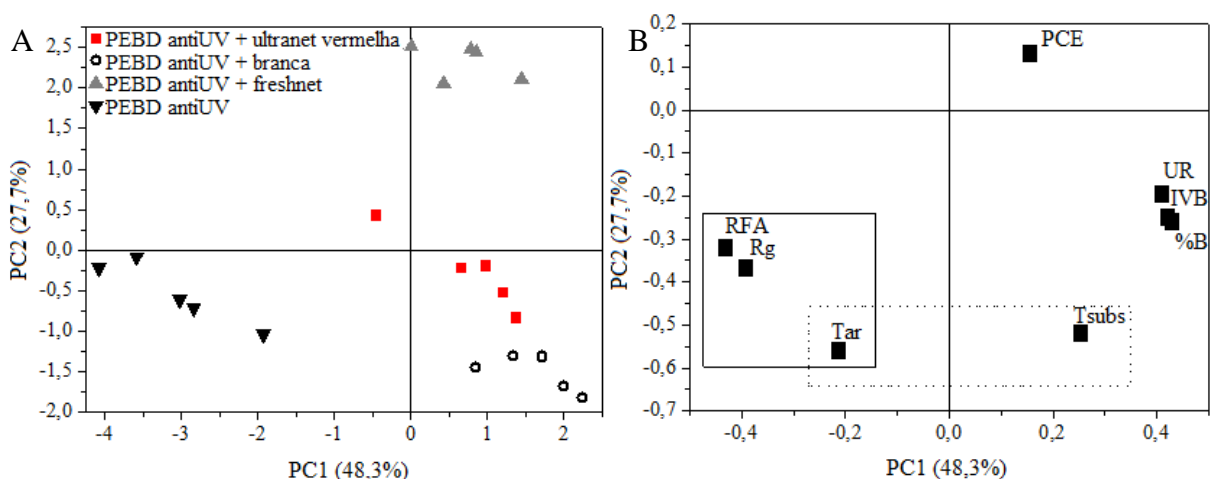 A
PEBD antiUV + ultranet vermelha
PEBD antiUV + branca
PEBD antiUV + freshnet
PEBD antiUV
2,5
2,0
1,5
1,0
0,5
0,0
-0,5
-1,0
-1,5
-2,0
PC2 (27,7%)
-4 -3 -2 -1 0 1 2
PC1 (48,3%)
B
0,2
0,1
0,0
-0,1
-0,2
-0,3
-0,4
-0,5
-0,6
-0,7
PC2 (27,7%)
PCE
UR
IVB
%B
RFA
Rg
Tar
Tsubs
-0,4 -0,2 0,0 0,2 0,4
PC1 (48,3%)